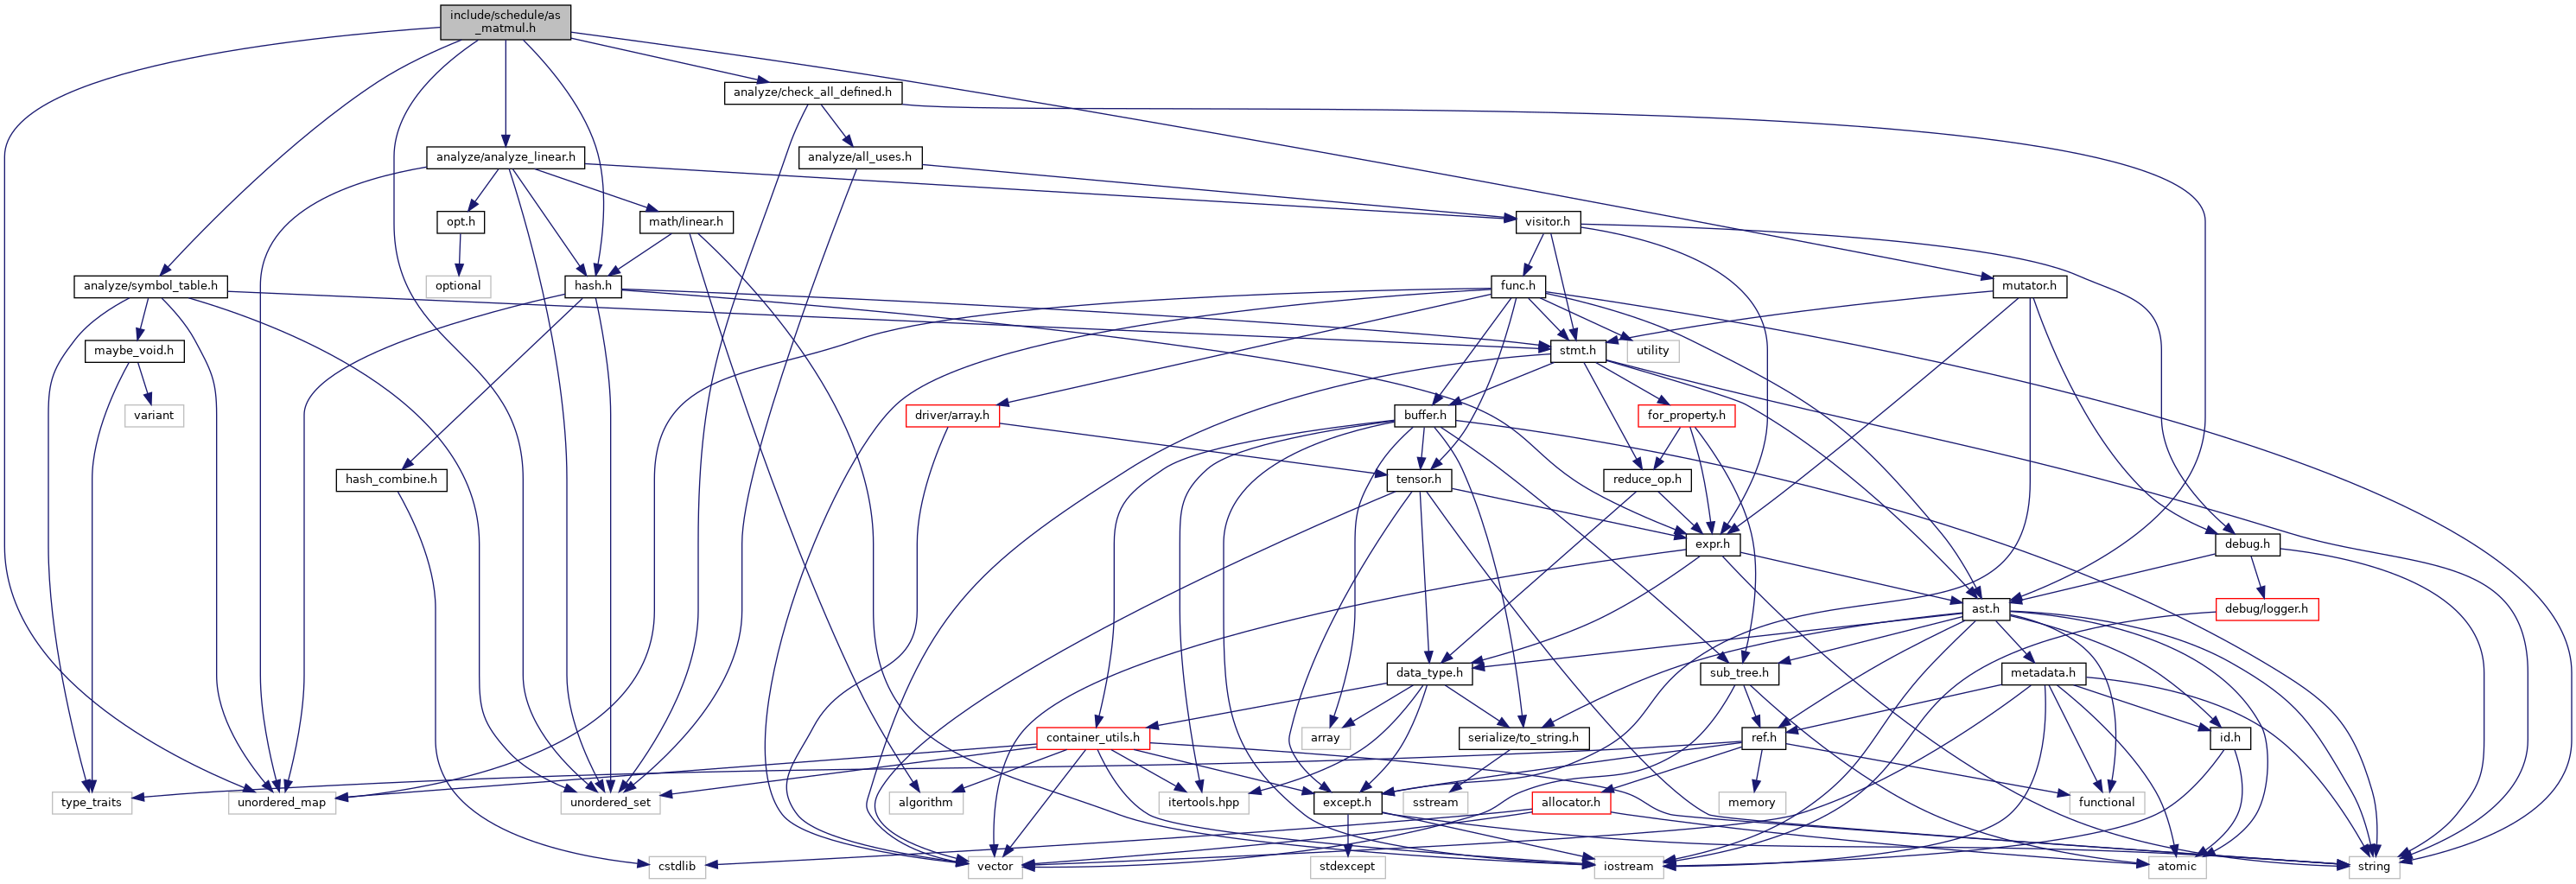 include/schedule/as
_matmul.h
analyze/check_all_defined.h
analyze/analyze_linear.h
analyze/all_uses.h
opt.h
math/linear.h
visitor.h
analyze/symbol_table.h
optional
hash.h
func.h
mutator.h
maybe_void.h
stmt.h
utility
variant
driver/array.h
buffer.h
for_property.h
hash_combine.h
tensor.h
reduce_op.h
expr.h
debug.h
ast.h
debug/logger.h
data_type.h
sub_tree.h
metadata.h
array
container_utils.h
serialize/to_string.h
ref.h
id.h
type_traits
unordered_map
unordered_set
algorithm
itertools.hpp
except.h
sstream
allocator.h
memory
functional
cstdlib
vector
stdexcept
iostream
atomic
string